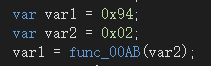 var var1 = 0x94;
var var2 = 0x02;
var1 = func_00AB(var2);